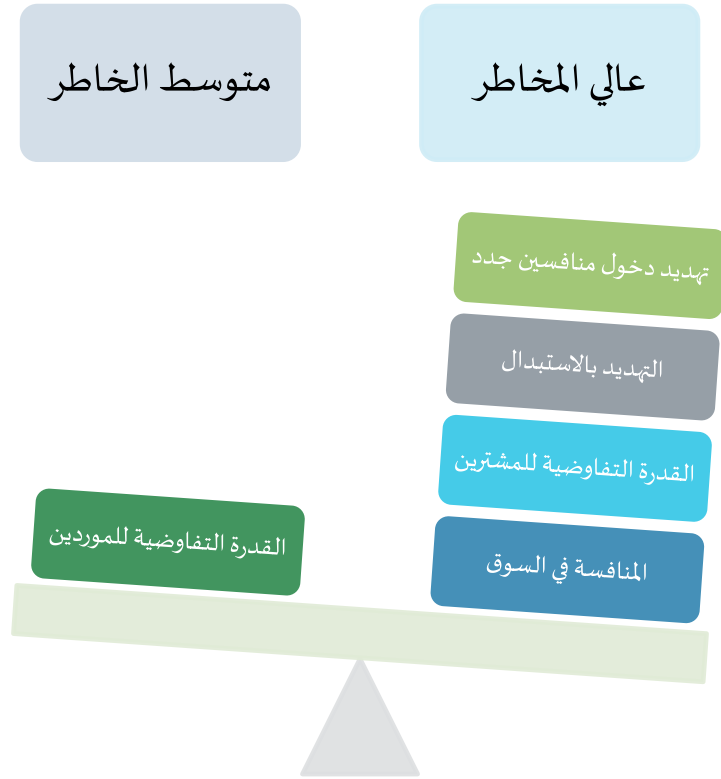 عالي المخاطر
متوسط الخاطر
تهديد دخول منافسين جدد
التهديد بالاستبدال
القدرة التفاوضية للمشترين
المنافسة في السوق
القدرة التفاوضية للموردين